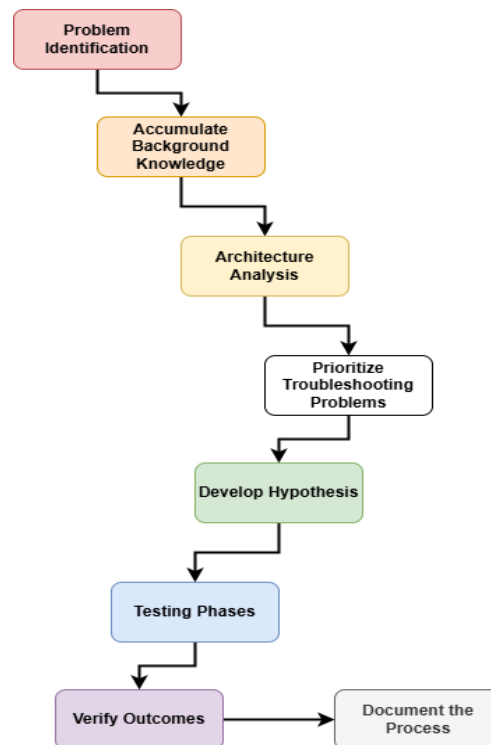 Problem
Identification
Accumulate
Background
Knowledge
Architecture
Analysis
Prioritize
Troubleshooting
Problems
Develop Hypothesis
Testing Phases
Verify Outcomes
Document the
Process